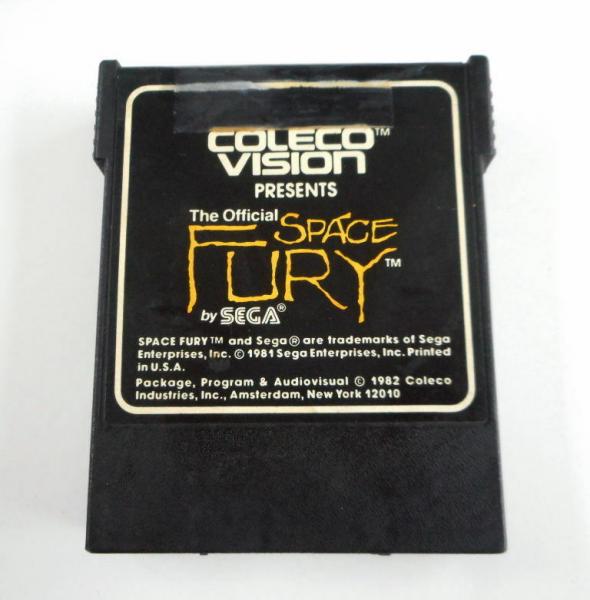 COLECO™
VISION
PRESENTS
The Official SPACE
FURY™
by SEGA®
SPACE FURY™ and Sega® are trademarks of Sega
Enterprises, Inc. © 1981 Sega Enterprises, Inc. Printed
in U.S.A.
Package, Program & Audiovisual © 1982 Coleco
Industries, Inc., Amsterdam, New York 12010